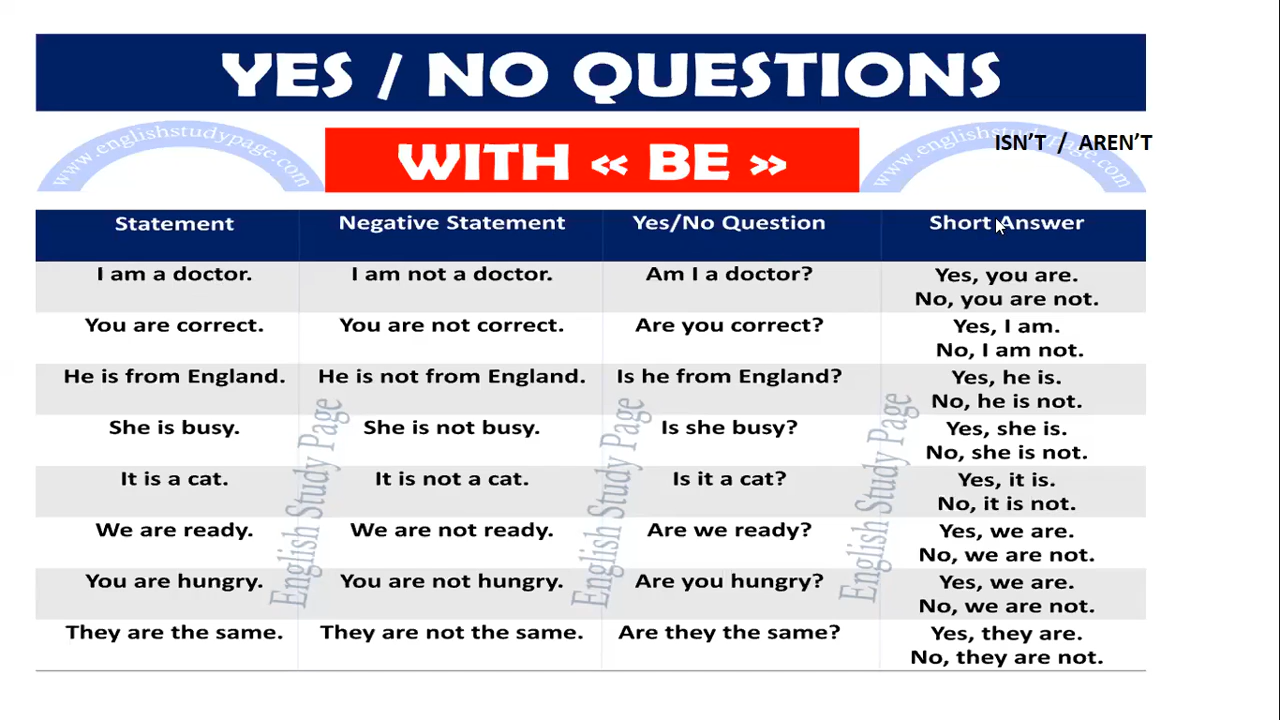 YES / NO QUESTIONS
www.englishstudypage.com
WITH « BE »
www.englishstudypage.com
ISN'T / AREN'T
Statement Negative Statement Yes/No Question Short Answer
I am a doctor. I am not a doctor. Am I a doctor? Yes, you are.
No, you are not.
You are correct. You are not correct. Are you correct? Yes, I am.
No, I am not.
He is from England. He is not from England. Is he from England? Yes, he is.
No, he is not.
She is busy. She is not busy. Is she busy? Yes, she is.
No, she is not.
It is a cat. It is not a cat. Is it a cat? Yes, it is.
No, it is not.
We are ready. We are not ready. Are we ready? Yes, we are.
No, we are not.
You are hungry. You are not hungry. Are you hungry? Yes, we are.
No, we are not.
They are the same. They are not the same. Are they the same? Yes, they are.
No, they are not.
English Study Page
English Study Page
English Study Page